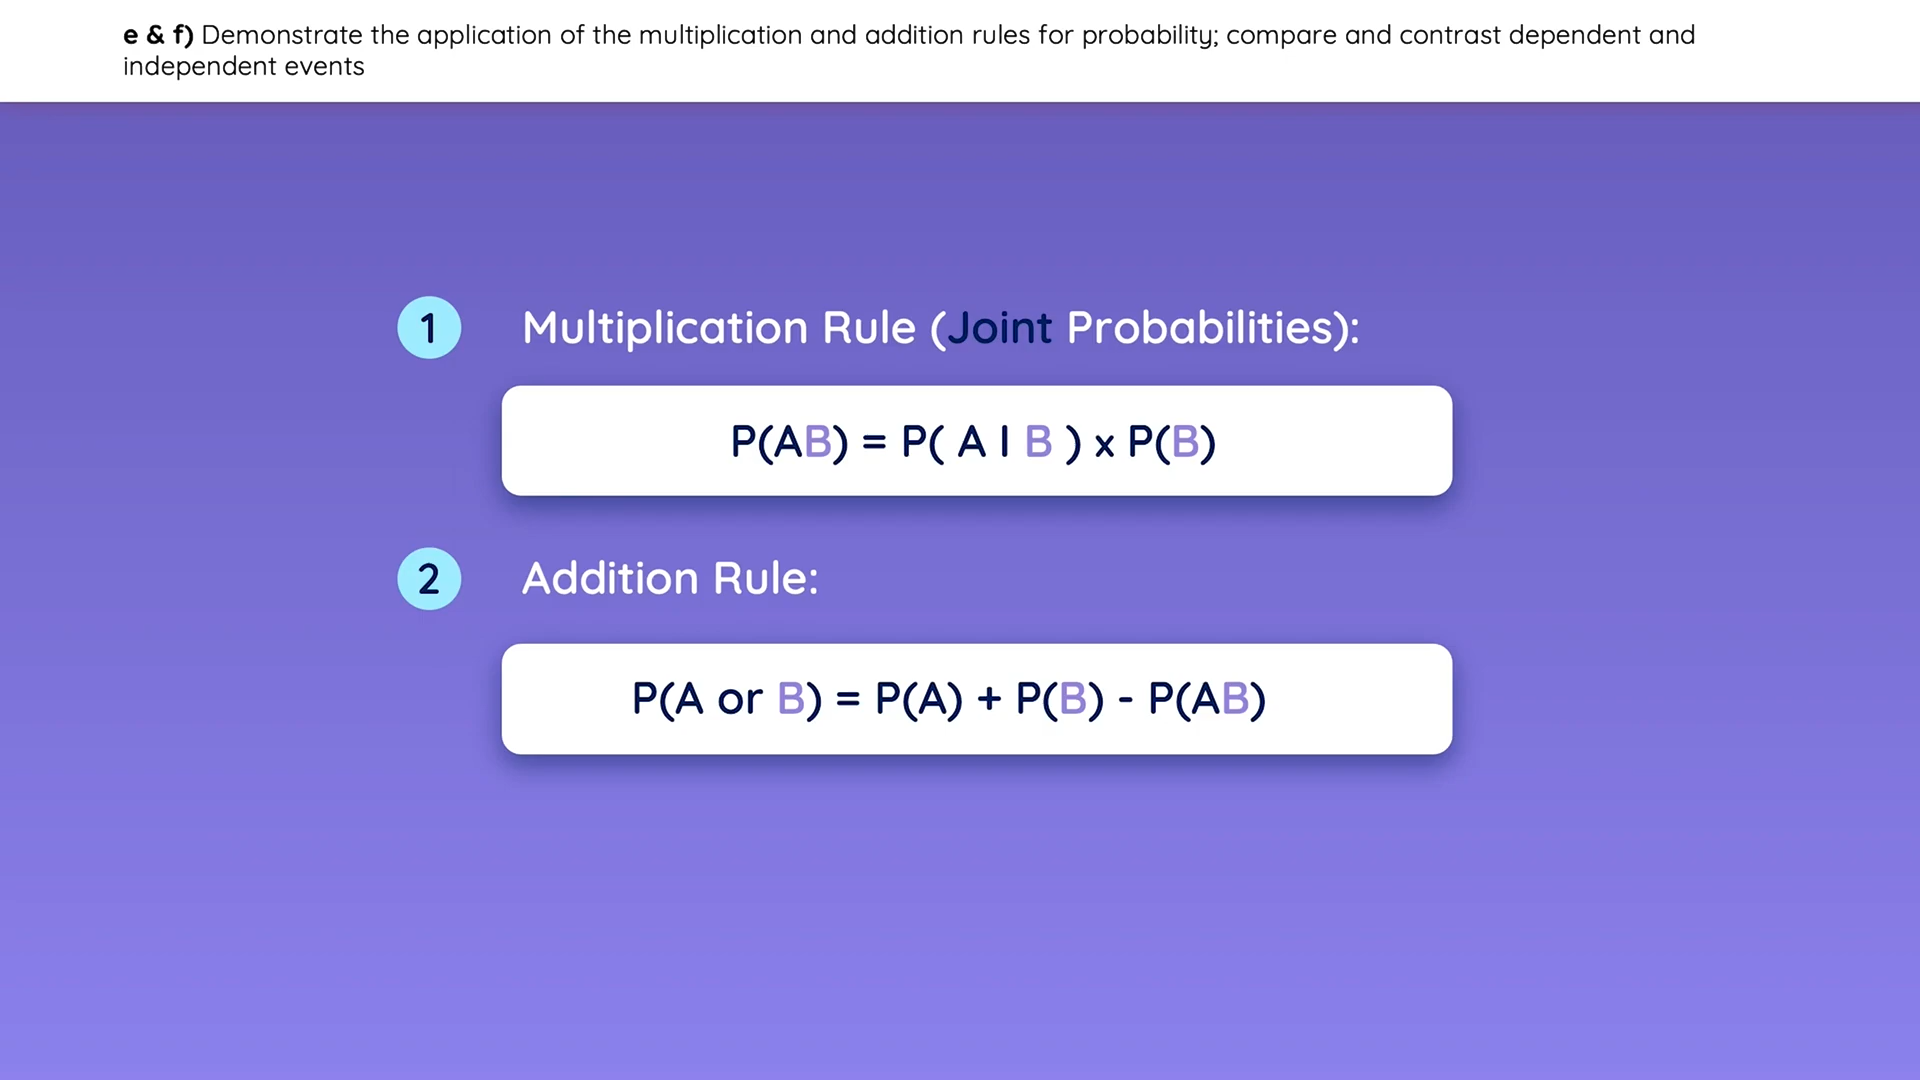 e & f) Demonstrate the application of the multiplication and addition rules for probability; compare and contrast dependent and
independent events
1 Multiplication Rule (Joint Probabilities):
P(AB) = P( A I B ) x P(B)
2 Addition Rule:
P(A or B) = P(A) + P(B) - P(AB)